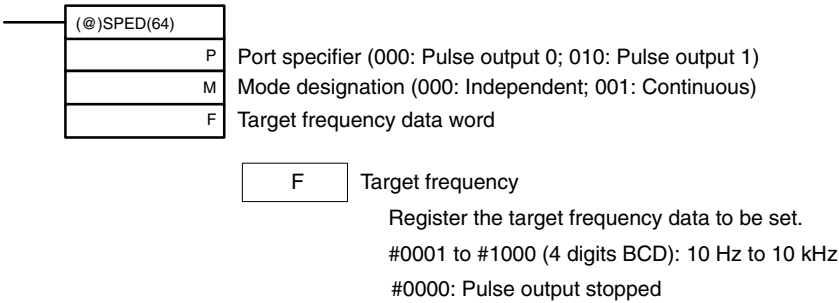 (@)SPED(64)
P Port specifier (000: Pulse output 0; 010: Pulse output 1)
M Mode designation (000: Independent; 001: Continuous)
F Target frequency data word
F Target frequency
Register the target frequency data to be set.
#0001 to #1000 (4 digits BCD): 10 Hz to 10 kHz
#0000: Pulse output stopped